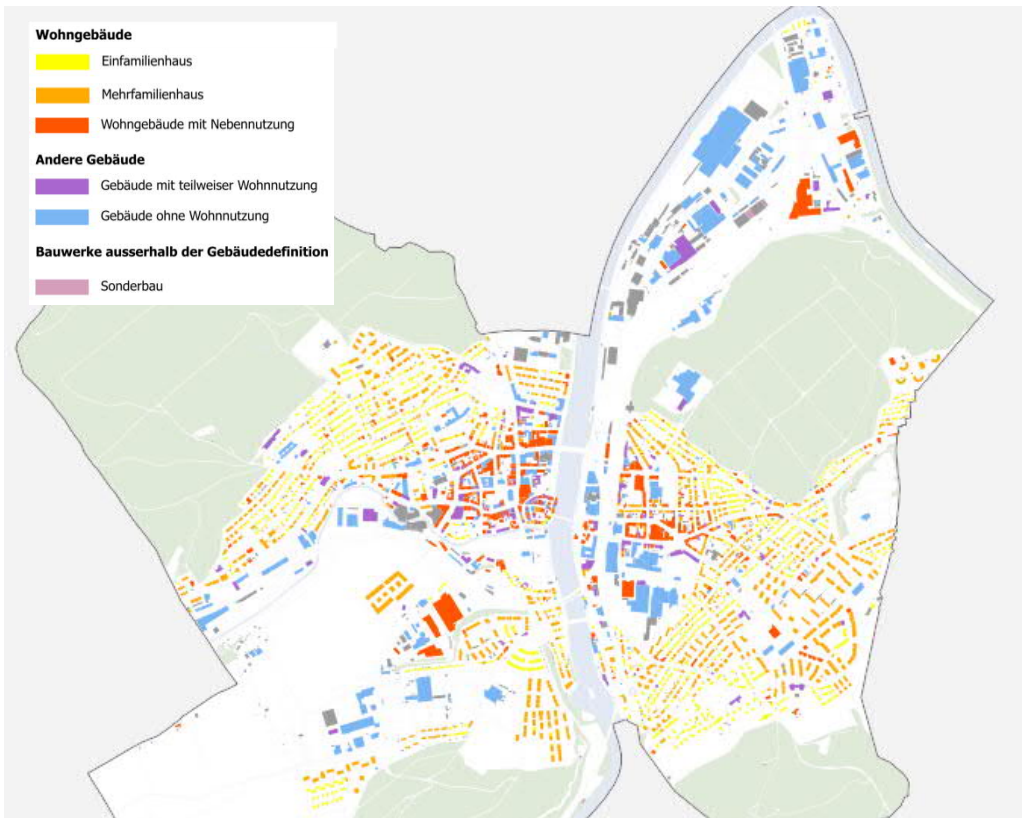 Wohngebäude
Einfamilienhaus
Mehrfamilienhaus
Wohngebäude mit Nebennutzung
Andere Gebäude
Gebäude mit teilweiser Wohnnutzung
Gebäude ohne Wohnnutzung
Bauwerke ausserhalb der Gebäudedefinition
Sonderbau